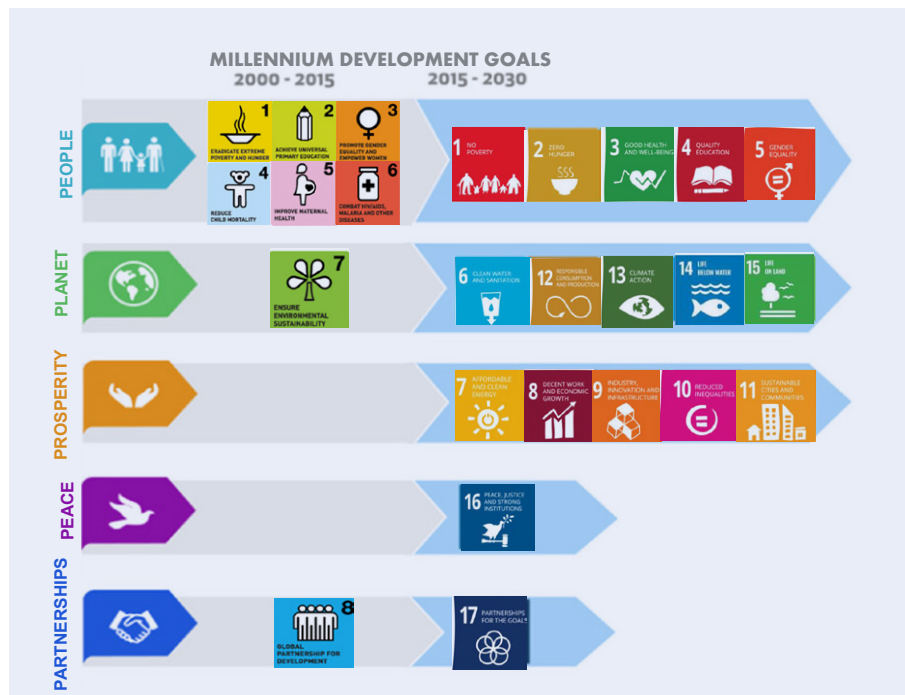 MILLENNIUM DEVELOPMENT GOALS
2000 - 2015
2015 - 2030
PEOPLE
1
ERADICATE EXTREME
POVERTY AND HUNGER
2
ACHIEVE UNIVERSAL
PRIMARY EDUCATION
3
PROMOTE GENDER
EQUALITY AND
EMPOWER WOMEN
4
REDUCE
CHILD MORTALITY
5
IMPROVE MATERNAL
HEALTH
6
COMBAT HIV/AIDS,
MALARIA AND OTHER
DISEASES
1 NO
POVERTY
2 ZERO
HUNGER
3 GOOD HEALTH
AND WELL-BEING
4 QUALITY
EDUCATION
5 GENDER
EQUALITY
PLANET
7
ENSURE
ENVIRONMENTAL
SUSTAINABILITY
6 CLEAN WATER
AND SANITATION
12 RESPONSIBLE
CONSUMPTION
AND PRODUCTION
13 CLIMATE
ACTION
14 LIFE
BELOW WATER
15 LIFE
ON LAND
PROSPERITY
7 AFFORDABLE
AND CLEAN
ENERGY
8 DECENT WORK
AND ECONOMIC
GROWTH
9 INDUSTRY,
INNOVATION AND
INFRASTRUCTURE
10 REDUCED
INEQUALITIES
11 SUSTAINABLE
CITIES AND
COMMUNITIES
PEACE
16 PEACE, JUSTICE
AND STRONG
INSTITUTIONS
PARTNERSHIPS
8
GLOBAL
PARTNERSHIP FOR
DEVELOPMENT
17 PARTNERSHIPS
FOR THE GOALS